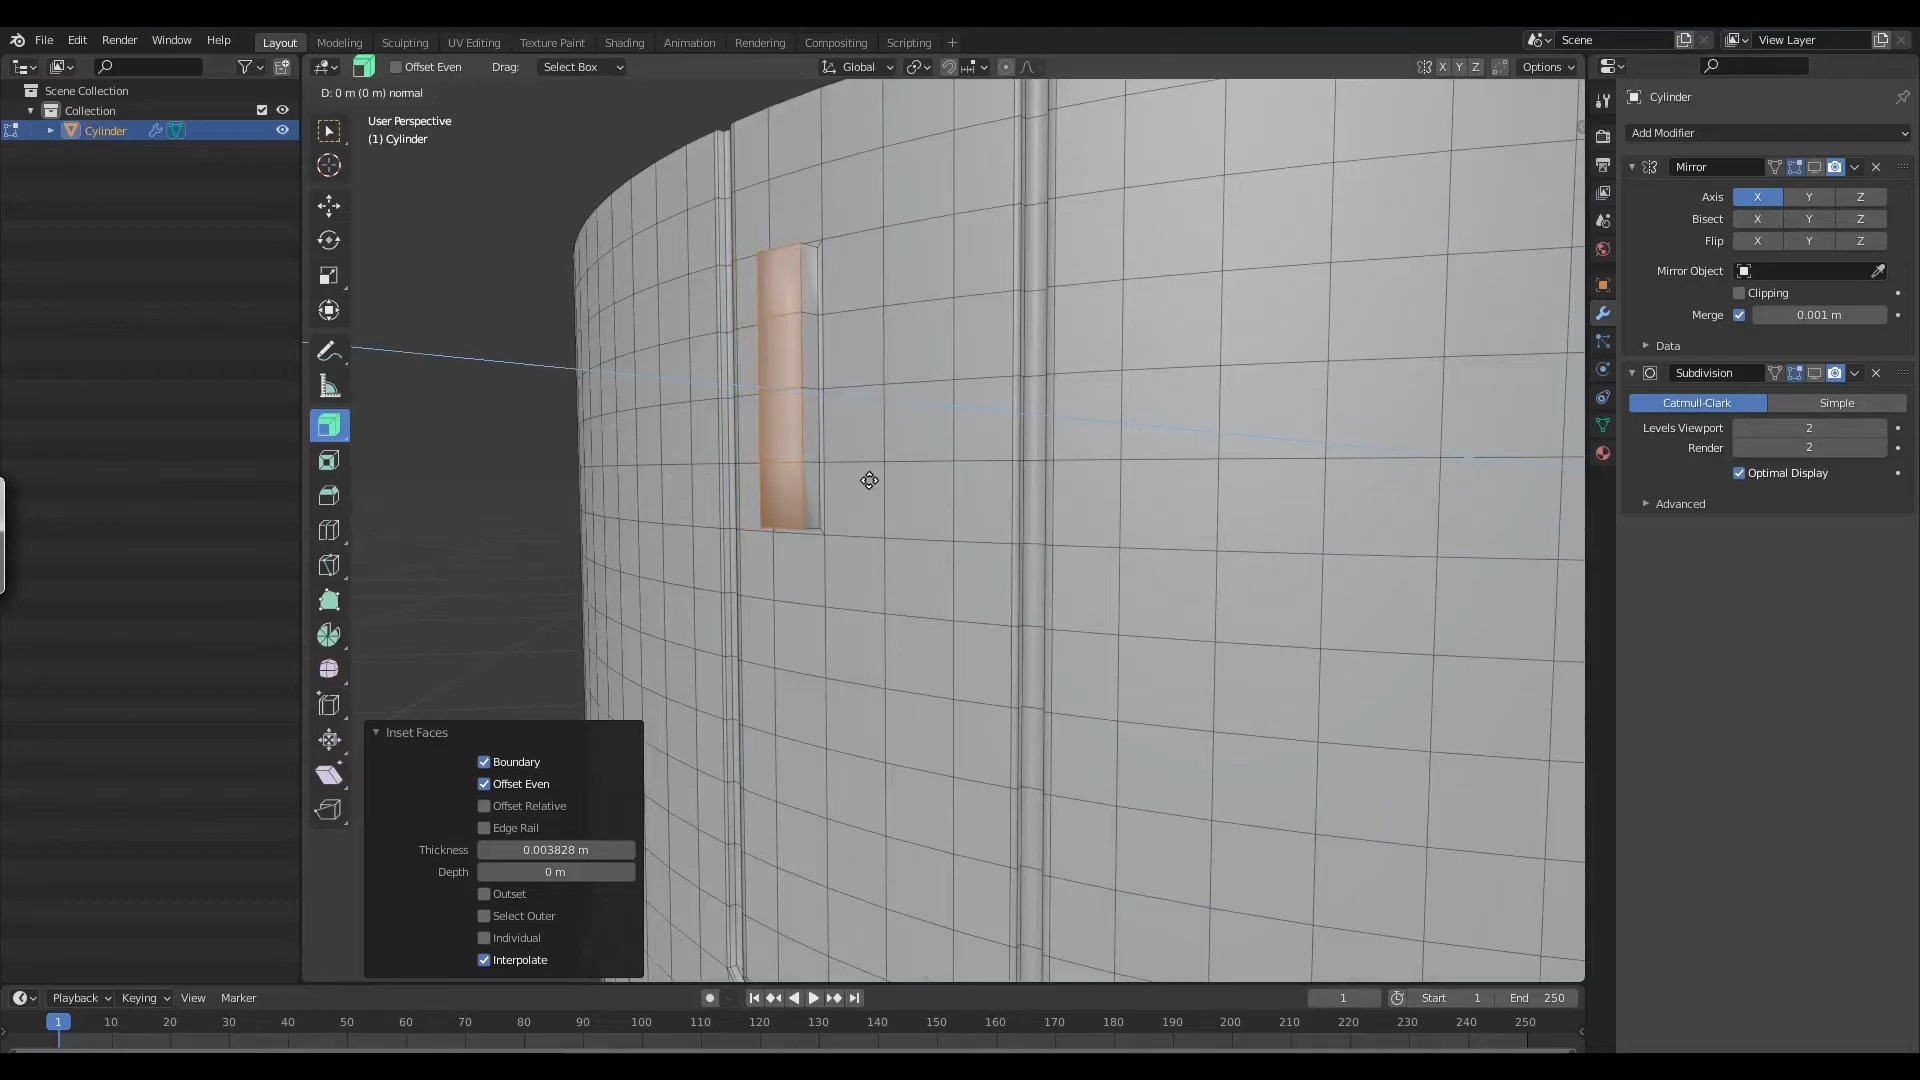 File Edit Render Window Help Layout Modeling Sculpting UV Editing Texture Paint Shading Animation Rendering Compositing Scripting + Scene View Layer
Offset Even Drag: Select Box Global X Y Z Options
Scene Collection
Collection
Cylinder
D: 0 m (0 m) normal
User Perspective
(1) Cylinder
Cylinder
Add Modifier
Mirror
Axis X Y Z
Bisect X Y Z
Flip X Y Z
Mirror Object
Clipping
Merge 0.001 m
Data
Subdivision
Catmull-Clark Simple
Levels Viewport 2
Render 2
Optimal Display
Advanced
Inset Faces
Boundary
Offset Even
Offset Relative
Edge Rail
Thickness 0.003828 m
Depth 0 m
Outset
Select Outer
Individual
Interpolate
Playback Keying View Marker 1 Start 1 End 250
1 10 20 30 40 50 60 70 80 90 100 110 120 130 140 150 160 170 180 190 200 210 220 230 240 250